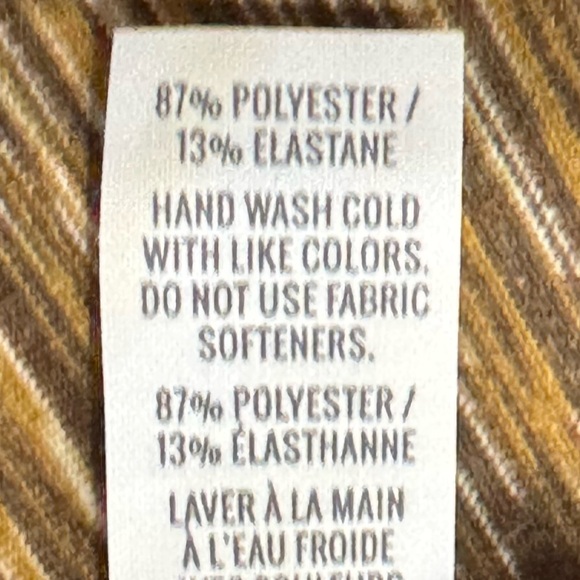 87% POLYESTER /
13% ELASTANE
HAND WASH COLD
WITH LIKE COLORS.
DO NOT USE FABRIC
SOFTENERS.
87% POLYESTER /
13% ÉLASTHANNE
LAVER À LA MAIN
À L'EAU FROIDE